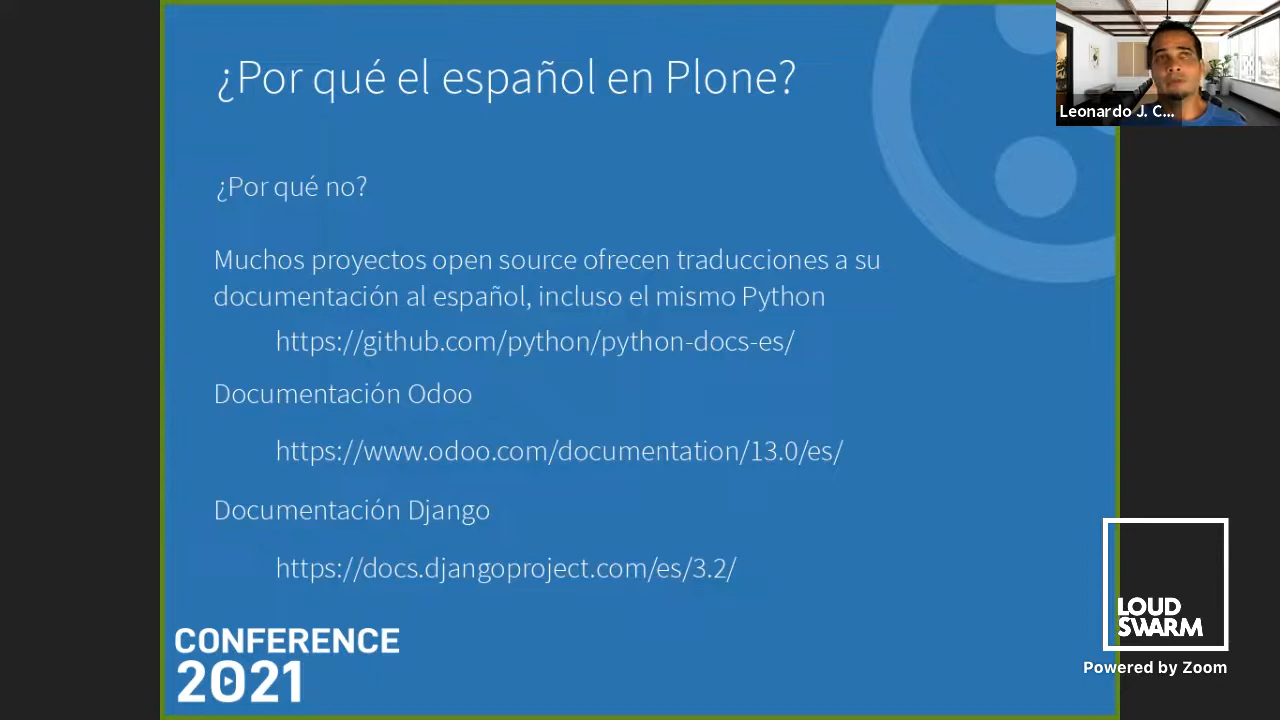 ¿Por qué el español en Plone?
Leonardo J. C...
¿Por qué no?
Muchos proyectos open source ofrecen traducciones a su
documentación al español, incluso el mismo Python
https://github.com/python/python-docs-es/
Documentación Odoo
https://www.odoo.com/documentation/13.0/es/
Documentación Django
https://docs.djangoproject.com/es/3.2/
CONFERENCE
2021
LOUD
SWARM
Powered by Zoom